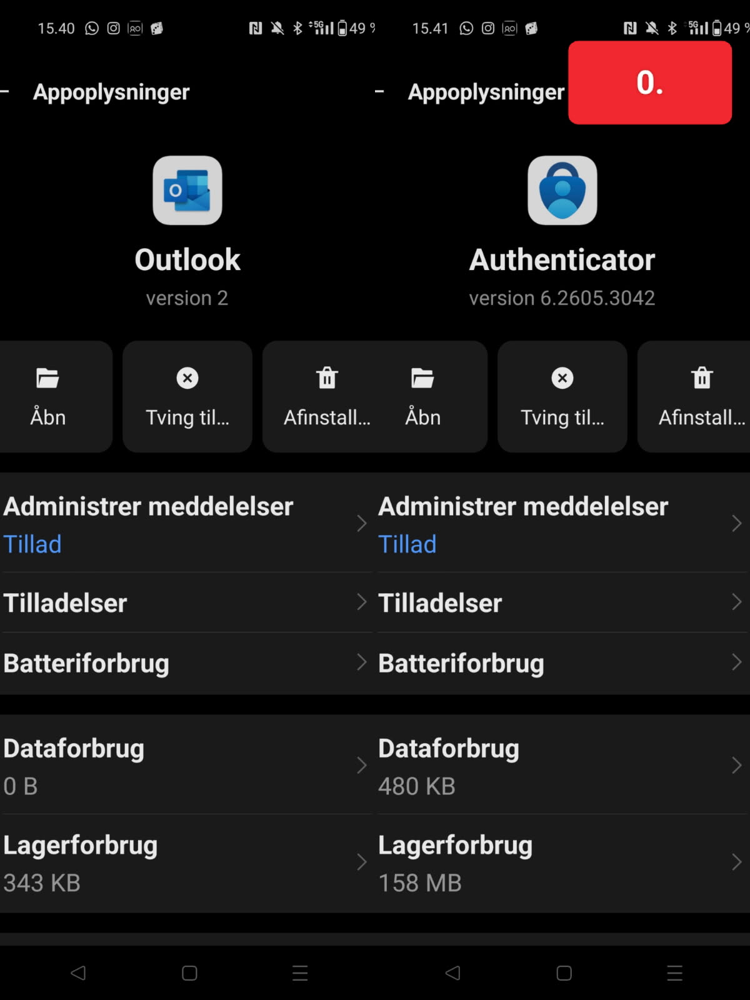 15.40
5G
49 %
Appoplysninger
O
Outlook
version 2
Åbn
Tving til...
Afinstall...
Administrer meddelelser
Tillad
Tilladelser
Batteriforbrug
Dataforbrug
0 B
Lagerforbrug
343 KB
15.41
5G
49 %
Appoplysninger
0.
Authenticator
version 6.2605.3042
Åbn
Tving til...
Afinstall...
Administrer meddelelser
Tillad
Tilladelser
Batteriforbrug
Dataforbrug
480 KB
Lagerforbrug
158 MB